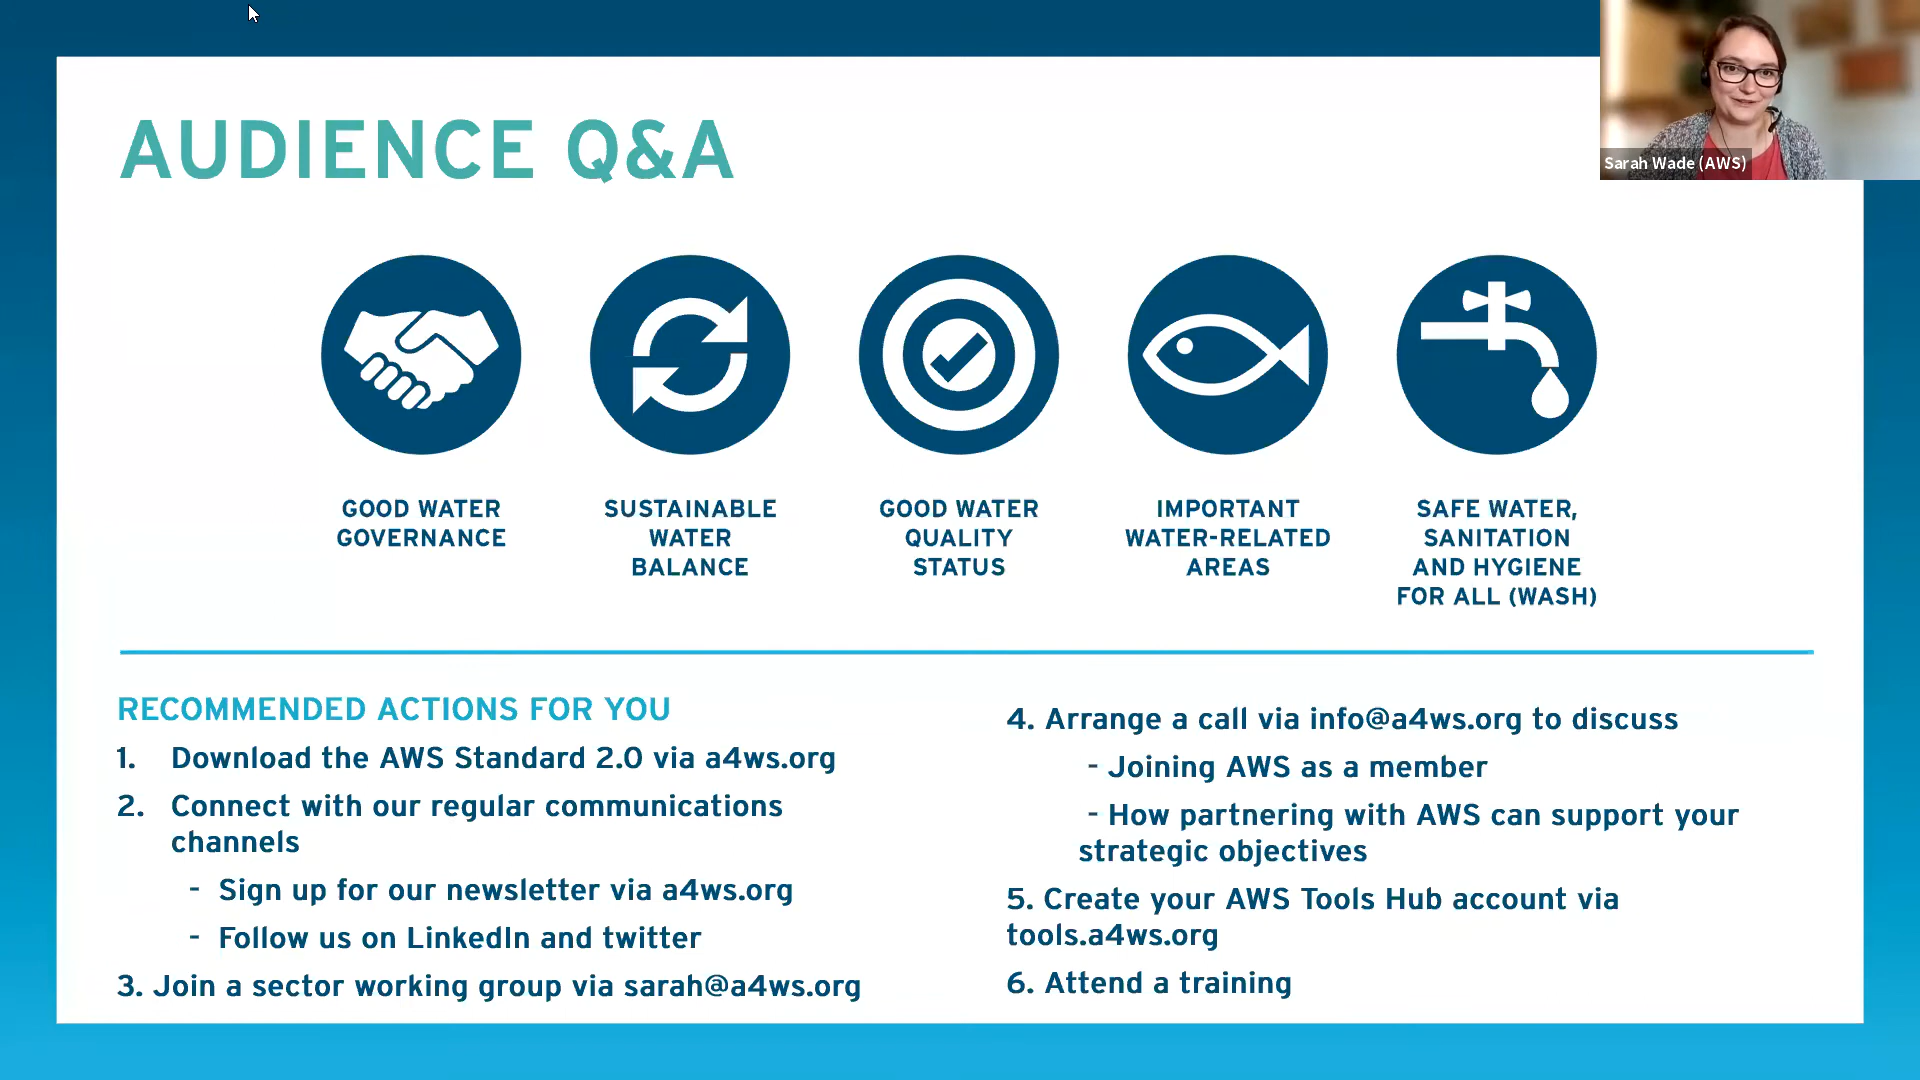 AUDIENCE Q&A
Sarah Wade (AWS)
GOOD WATER
GOVERNANCE
SUSTAINABLE
WATER
BALANCE
GOOD WATER
QUALITY
STATUS
IMPORTANT
WATER-RELATED
AREAS
SAFE WATER,
SANITATION
AND HYGIENE
FOR ALL (WASH)
RECOMMENDED ACTIONS FOR YOU
1. Download the AWS Standard 2.0 via a4ws.org
2. Connect with our regular communications
channels
- Sign up for our newsletter via a4ws.org
- Follow us on LinkedIn and twitter
3. Join a sector working group via sarah@a4ws.org
4. Arrange a call via info@a4ws.org to discuss
- Joining AWS as a member
- How partnering with AWS can support your
strategic objectives
5. Create your AWS Tools Hub account via
tools.a4ws.org
6. Attend a training